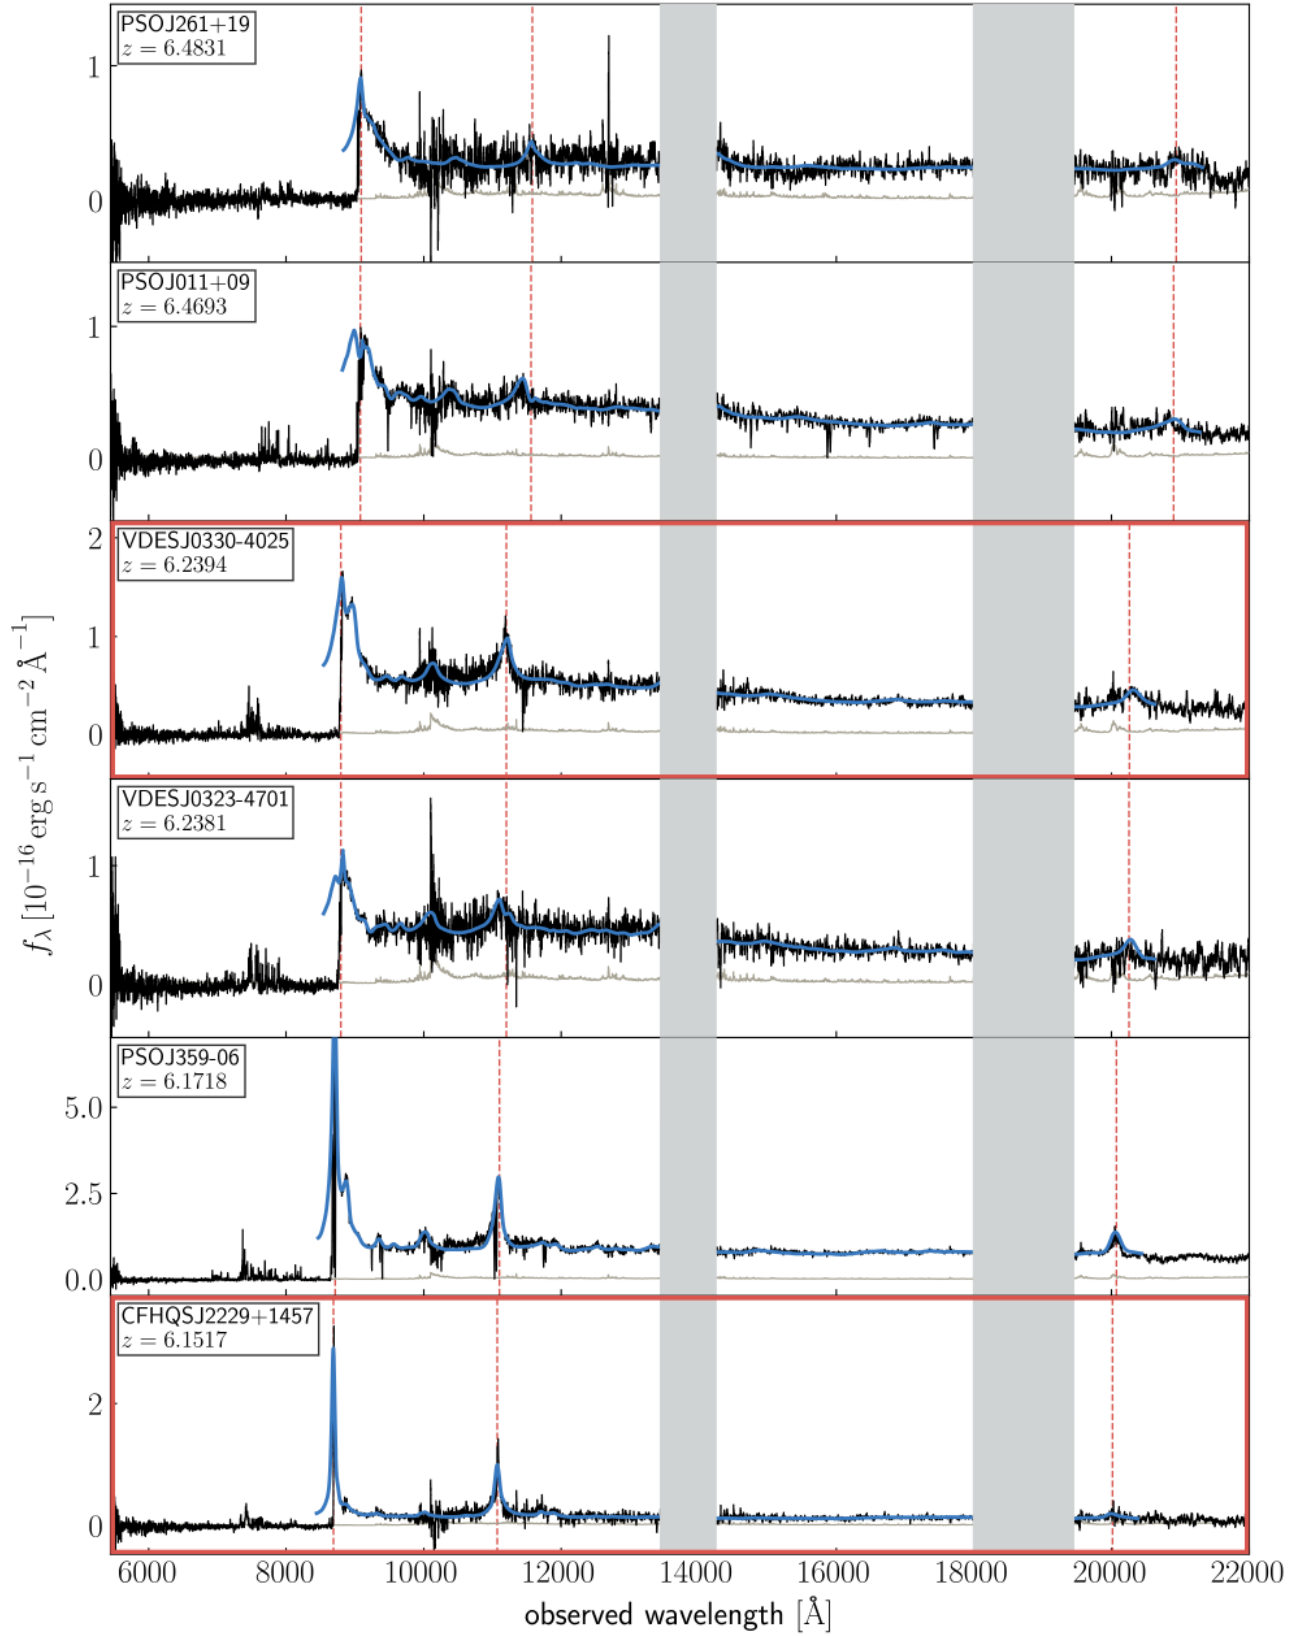 PSOJ261+19
z = 6.4831
1
0
PSOJ011+09
z = 6.4693
1
0
VDESJ0330-4025
z = 6.2394
2
1
0
VDESJ0323-4701
z = 6.2381
1
0
PSOJ359-06
z = 6.1718
5.0
2.5
0.0
CFHQSJ2229+1457
z = 6.1517
2
0
fλ [10⁻¹⁶ erg s⁻¹ cm⁻² Å⁻¹]
6000 8000 10000 12000 14000 16000 18000 20000 22000
observed wavelength [Å]